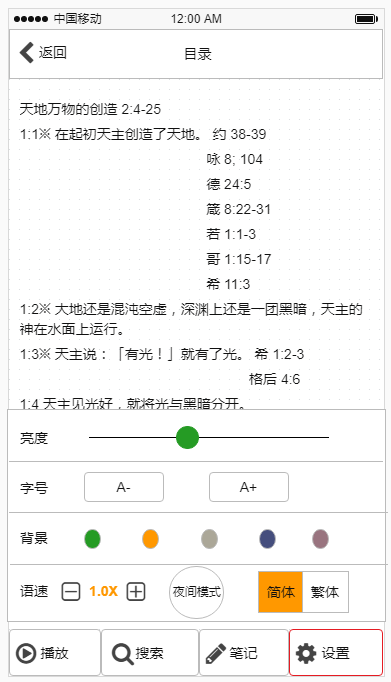 中国移动 12:00 AM
返回 目录
天地万物的创造 2:4-25
1:1※ 在起初天主创造了天地。 约 38-39
咏 8; 104
德 24:5
箴 8:22-31
若 1:1-3
哥 1:15-17
希 11:3
1:2※ 大地还是混沌空虚，深渊上还是一团黑暗，天主的
神在水面上运行。
1:3※ 天主说：「有光！」就有了光。 希 1:2-3
格后 4:6
1:4 天主见光好，就将光与黑暗分开。
亮度
字号 A- A+
背景
语速 1.0X 夜间模式 简体 繁体
播放 搜索 笔记 设置